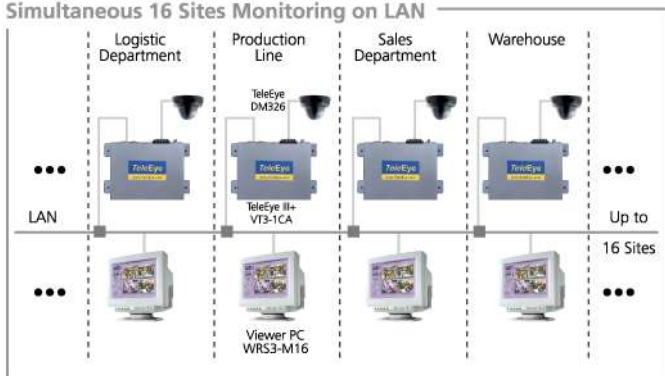 Simultaneous 16 Sites Monitoring on LAN
Logistic
Department
Production
Line
Sales
Department
Warehouse
TeleEye
DM326
TeleEye
TeleEye
TeleEye
TeleEye
TeleEye III+
VT3-1CA
LAN
Up to
16 Sites
Viewer PC
WRS3-M16